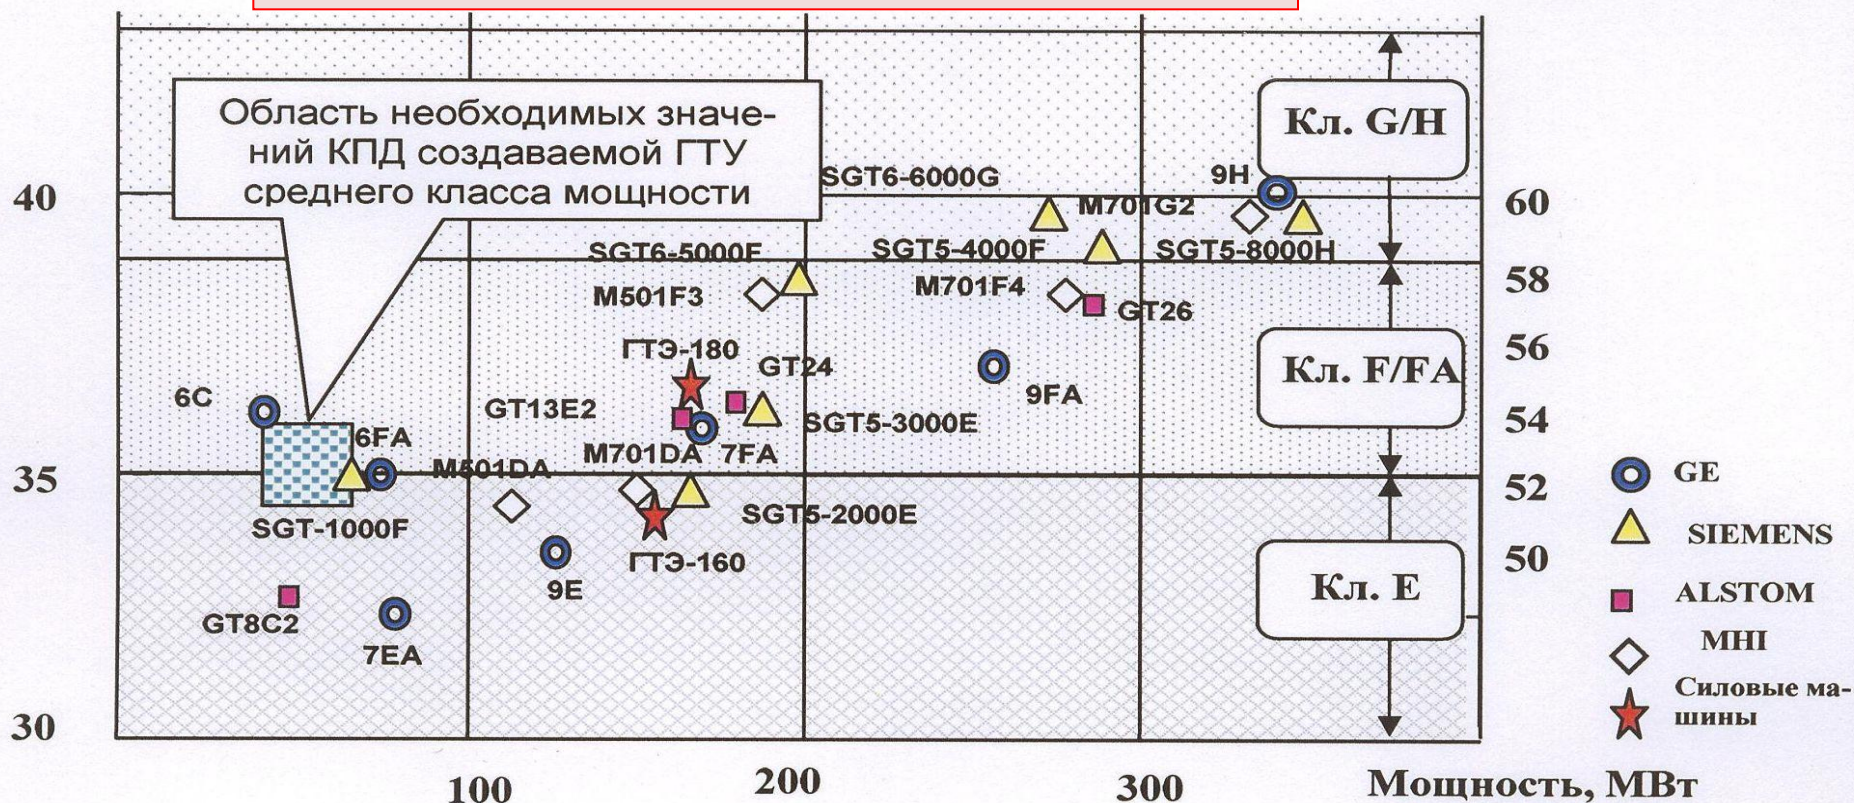 Область необходимых значе-
ний КПД создаваемой ГТУ
среднего класса мощности
Кл. G/H
SGT6-6000G
9H
40
60
M701G2
SGT6-5000F
SGT5-4000F
SGT5-8000H
58
M501F3
M701F4
GT26
ГТЭ-180
56
GT24
Кл. F/FA
6C
GT13E2
9FA
54
SGT5-3000E
6FA
M701DA
7FA
M501DA
35
52
GE
SGT-1000F
SGT5-2000E
SIEMENS
ГТЭ-160
50
9E
Кл. E
ALSTOM
GT8C2
7EA
MHI
Силовые ма-
шины
30
100
200
300
Мощность, МВт